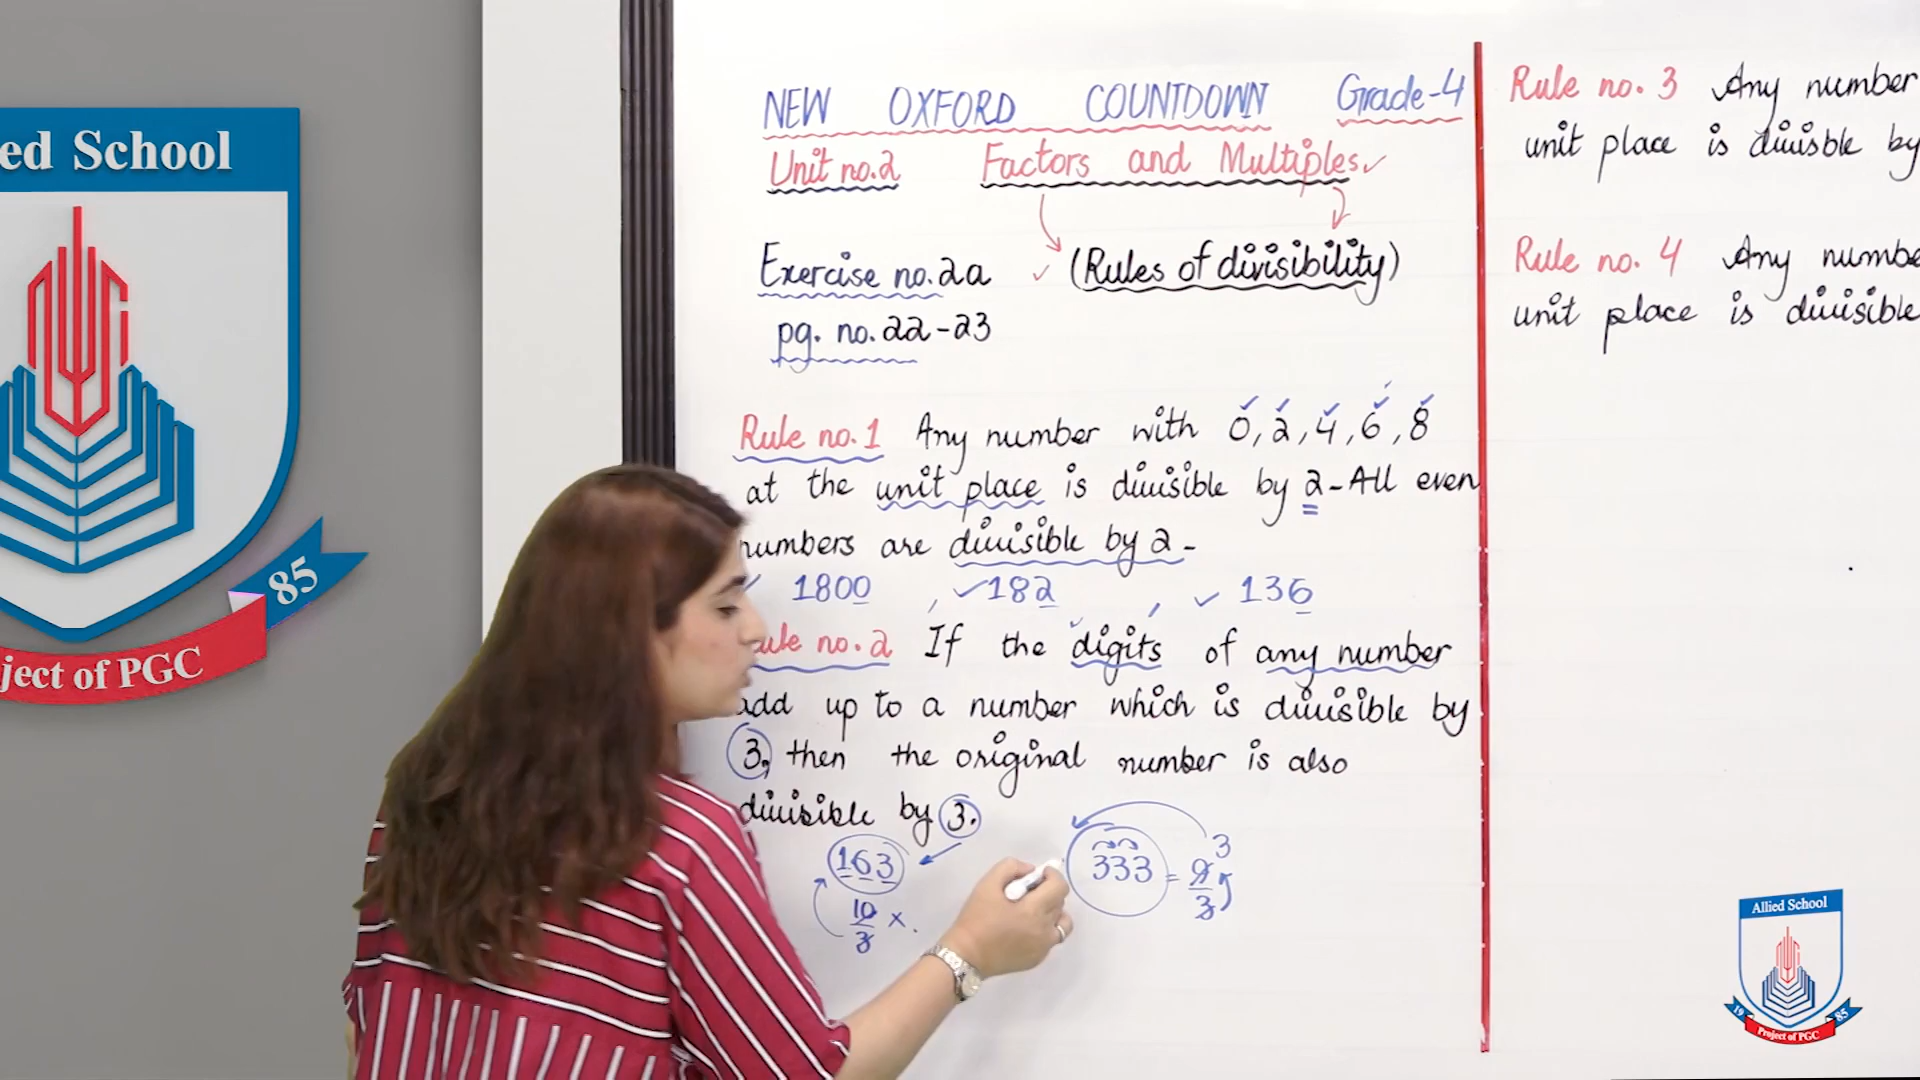 ed School
85
ject of PGC
NEW OXFORD COUNTDOWN Grade-4
Unit no.2 Factors and Multiples
Exercise no.2a (Rules of divisibility)
pg. no.22-23
Rule no.1 Any number with 0, 2, 4, 6, 8
at the unit place is divisible by 2-All even
numbers are divisible by 2-
1800, 182, 136
ule no.2 If the digits of any number
add up to a number which is divisible by
3, then the original number is also
divisible by 3.
163
10/3 ×.
333 = 9/3 3
Rule no. 3 Any number
unit place is divisble by
Rule no. 4 Any numbe
unit place is divisible
Allied School
19 85
Project of PGC